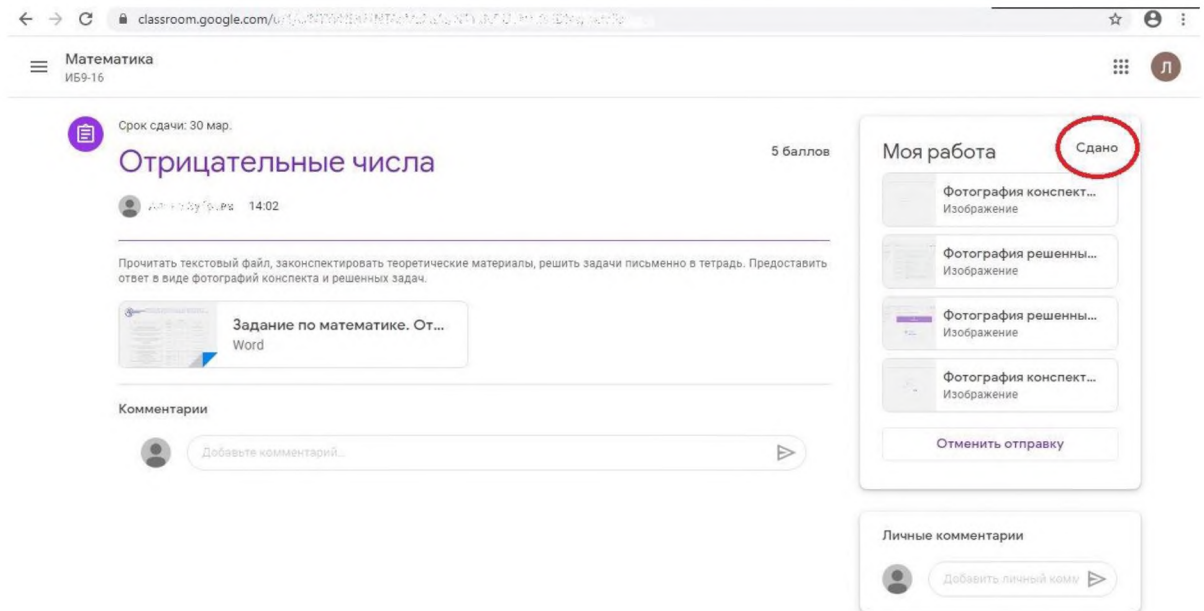 classroom.google.com/
Математика
ИБ9-16
Л
Срок сдачи: 30 мар.
Отрицательные числа
5 баллов
14:02
Прочитать текстовый файл, законспектировать теоретические материалы, решить задачи письменно в тетрадь. Предоставить
ответ в виде фотографий конспекта и решенных задач.
Задание по математике. От...
Word
Комментарии
Добавьте комментарий...
Моя работа
Сдано
Фотография конспект...
Изображение
Фотография решенны...
Изображение
Фотография решенны...
Изображение
Фотография конспект...
Изображение
Отменить отправку
Личные комментарии
Добавить личный комм